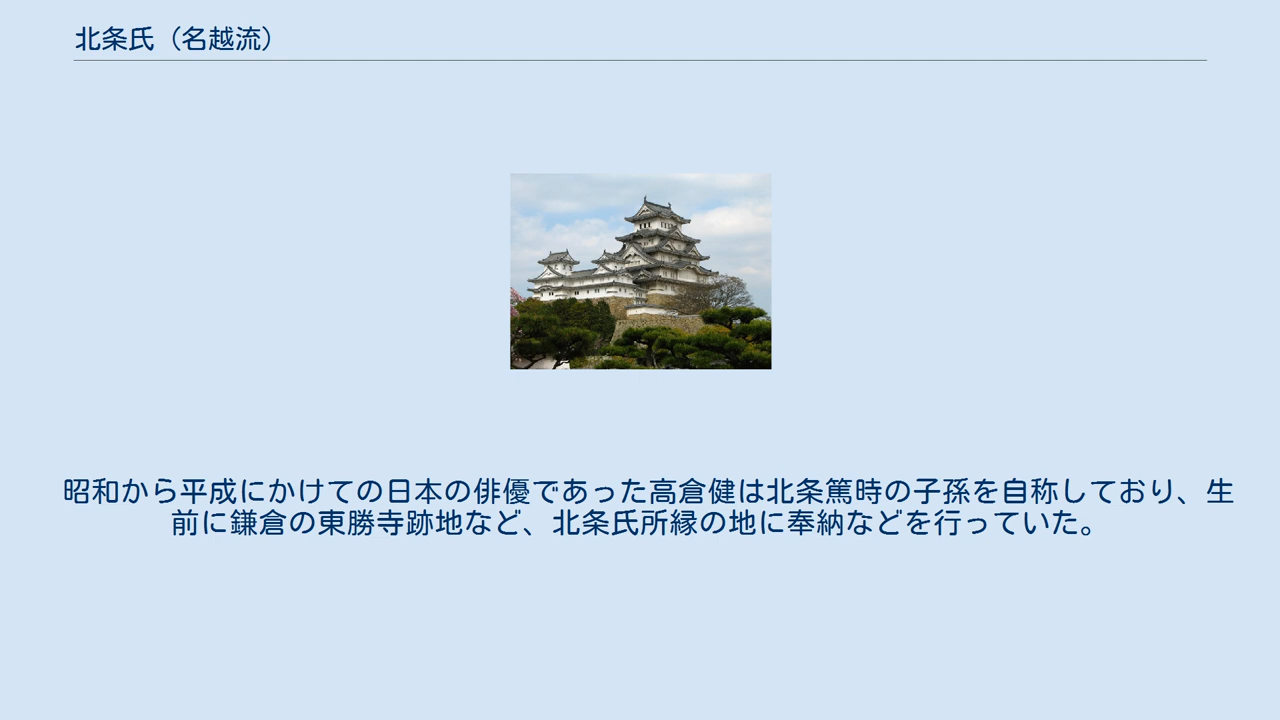 北条氏（名越流）
昭和から平成にかけての日本の俳優であった高倉健は北条篤時の子孫を自称しており、生
前に鎌倉の東勝寺跡地など、北条氏所縁の地に奉納などを行っていた。